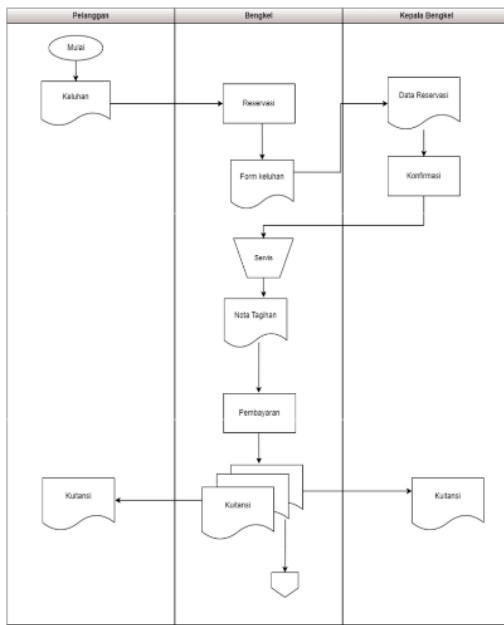 Pelanggan
Bengkel
Kepala Bengkel
Mulai
Keluhan
Reservasi
Data Reservasi
Form keluhan
Konfirmasi
Servis
Nota Tagihan
Pembayaran
Kuitansi
Kuitansi
Kuitansi